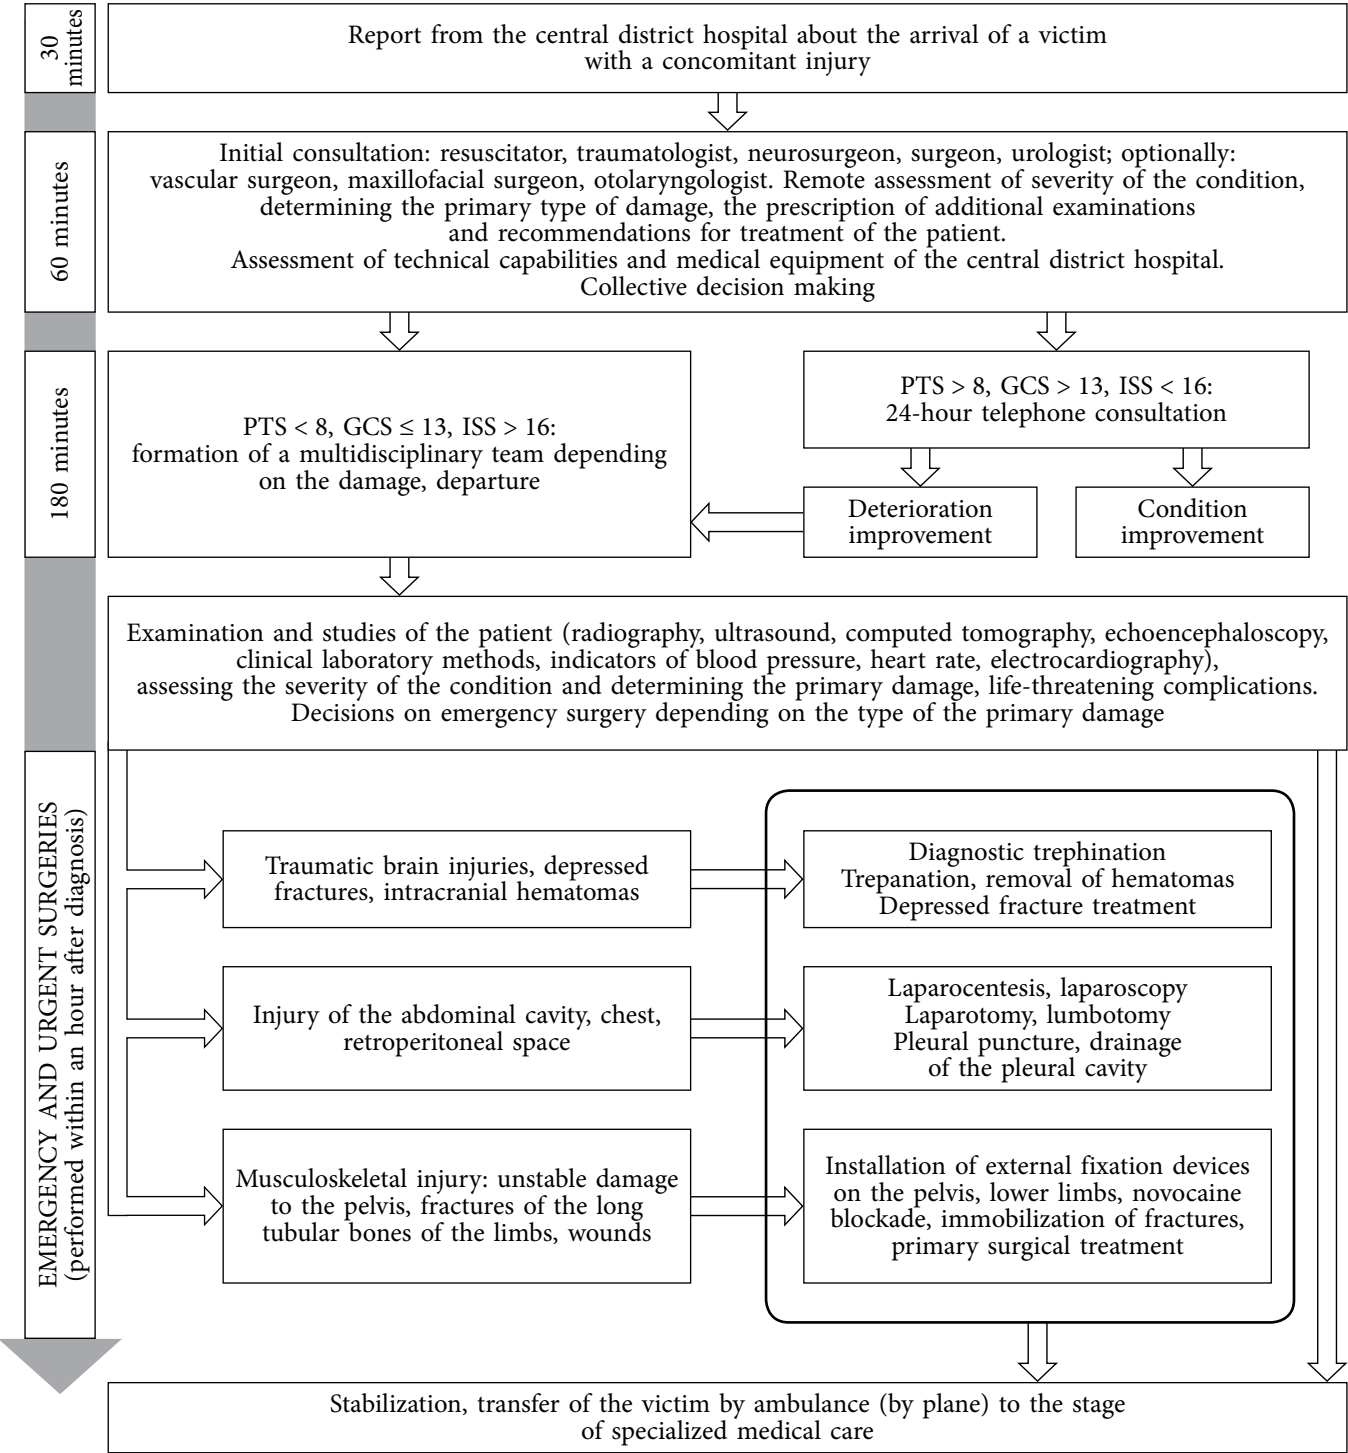 30
minutes
Report from the central district hospital about the arrival of a victim
with a concomitant injury
60 minutes
Initial consultation: resuscitator, traumatologist, neurosurgeon, surgeon, urologist; optionally:
vascular surgeon, maxillofacial surgeon, otolaryngologist. Remote assessment of severity of the condition,
determining the primary type of damage, the prescription of additional examinations
and recommendations for treatment of the patient.
Assessment of technical capabilities and medical equipment of the central district hospital.
Collective decision making
180 minutes
PTS < 8, GCS ≤ 13, ISS > 16:
formation of a multidisciplinary team depending
on the damage, departure
PTS > 8, GCS > 13, ISS < 16:
24-hour telephone consultation
Deterioration
improvement
Condition
improvement
Examination and studies of the patient (radiography, ultrasound, computed tomography, echoencephaloscopy,
clinical laboratory methods, indicators of blood pressure, heart rate, electrocardiography),
assessing the severity of the condition and determining the primary damage, life-threatening complications.
Decisions on emergency surgery depending on the type of the primary damage
EMERGENCY AND URGENT SURGERIES
(performed within an hour after diagnosis)
Traumatic brain injuries, depressed
fractures, intracranial hematomas
Diagnostic trephination
Trepanation, removal of hematomas
Depressed fracture treatment
Injury of the abdominal cavity, chest,
retroperitoneal space
Laparocentesis, laparoscopy
Laparotomy, lumbotomy
Pleural puncture, drainage
of the pleural cavity
Musculoskeletal injury: unstable damage
to the pelvis, fractures of the long
tubular bones of the limbs, wounds
Installation of external fixation devices
on the pelvis, lower limbs, novocaine
blockade, immobilization of fractures,
primary surgical treatment
Stabilization, transfer of the victim by ambulance (by plane) to the stage
of specialized medical care